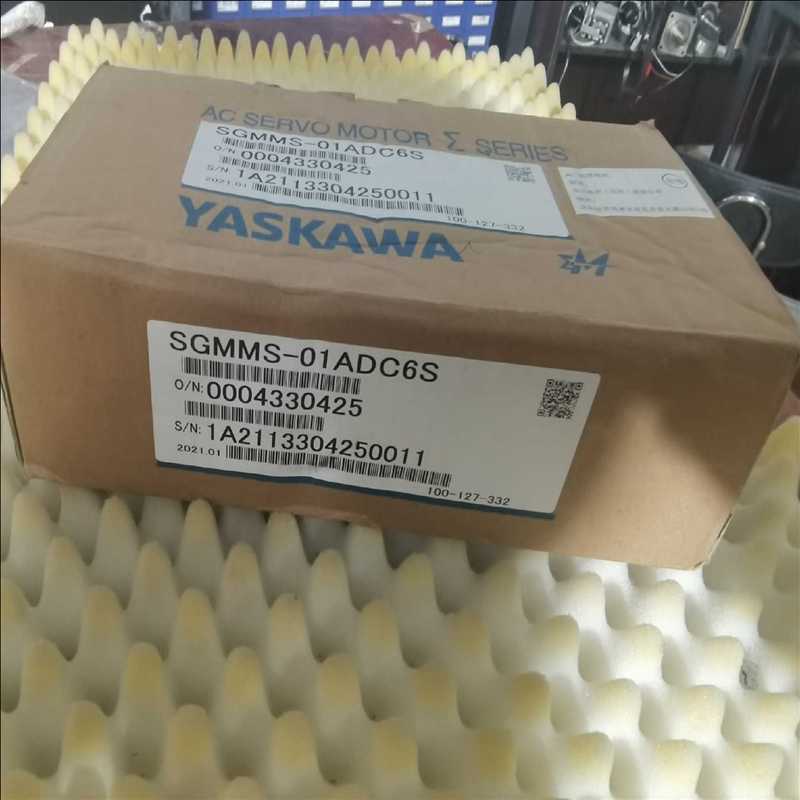 AC SERVO MOTOR Σ SERIES
SGMMS-01ADC6S
O/N 0004330425
S/N 1A2113304250011
2021.01
100-127-332
YASKAWA
SGMMS-01ADC6S
O/N: 0004330425
S/N: 1A2113304250011
2021.01
100-127-332